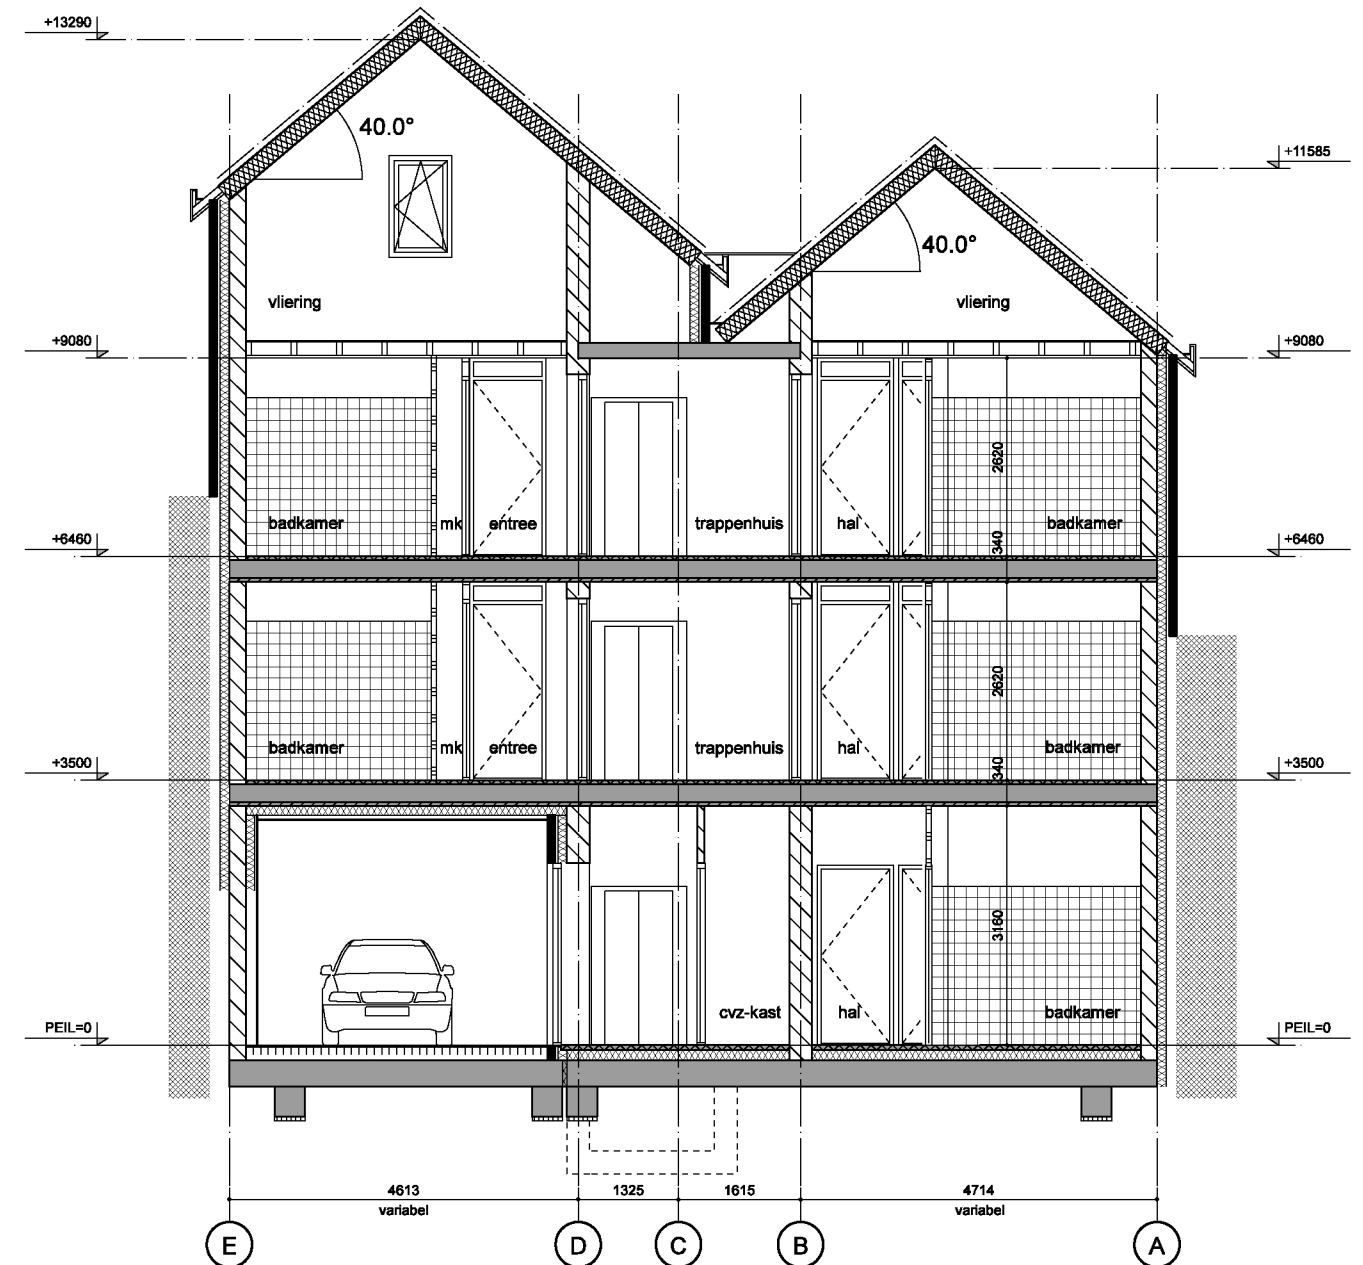 +13290
40.0°
+11585
40.0°
vliering
vliering
+9080
+9080
2620
badkamer mk entree trappenhuis hal badkamer
+6460
340
+6460
2620
badkamer mk entree trappenhuis hal badkamer
+3500
340
+3500
3160
cvz-kast hal badkamer
PEIL=0
PEIL=0
4613 1325 1615 4714
variabel variabel
E D C B A